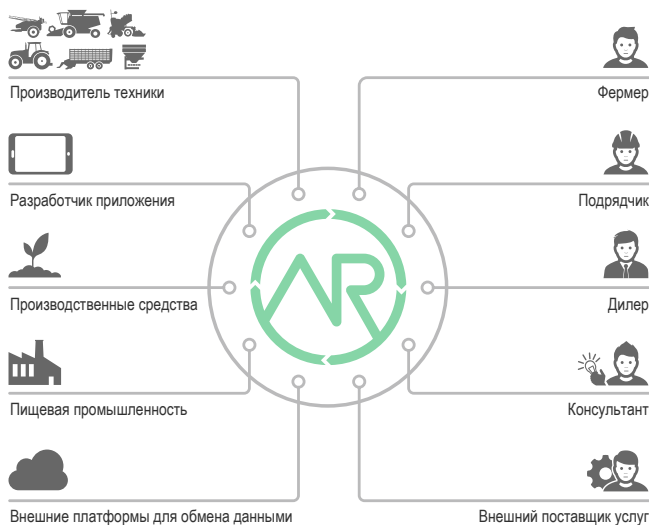 Производитель техники
Фермер
Разработчик приложения
Подрядчик
AR
Производственные средства
Дилер
Пищевая промышленность
Консультант
Внешние платформы для обмена данными
Внешний поставщик услуг